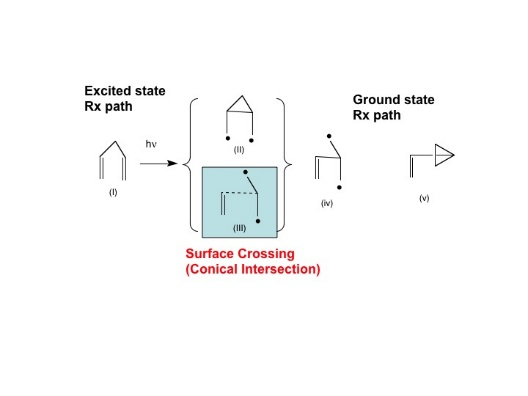 Excited state
Rx path
Ground state
Rx path
hν
(I)
(II)
(III)
(iv)
(v)
Surface Crossing
(Conical Intersection)